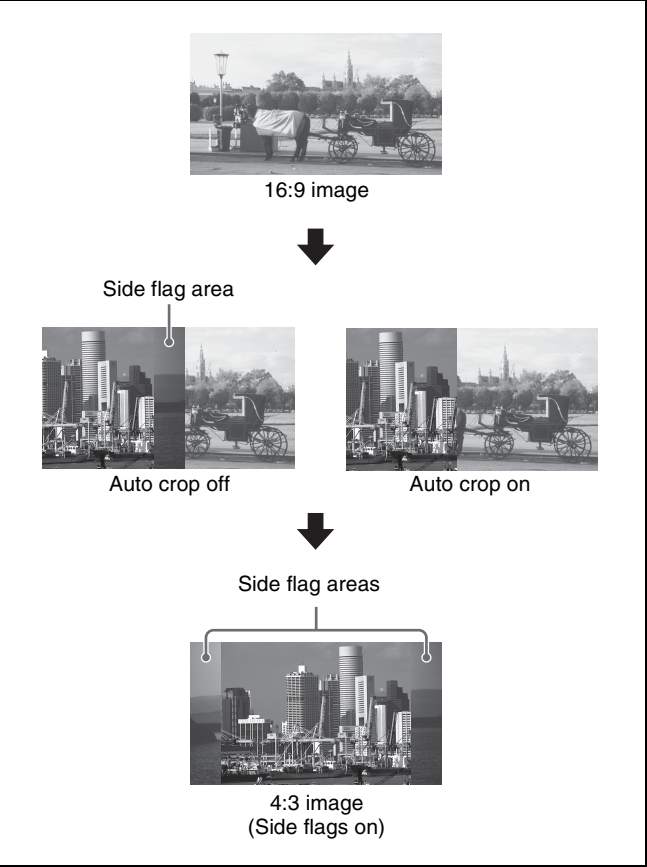 16:9 image
Side flag area
Auto crop off
Auto crop on
Side flag areas
4:3 image
(Side flags on)